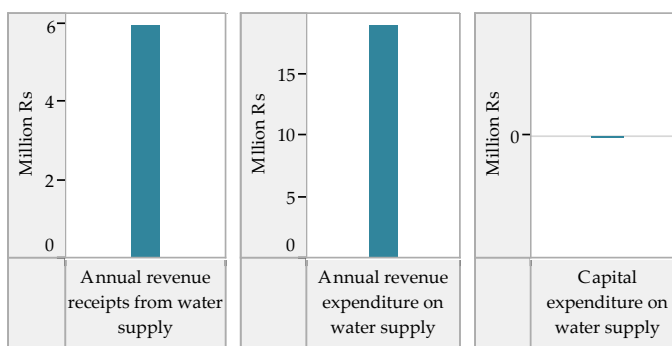 6
4
2
0
Million Rs
Annual revenue
receipts from water
supply
15
10
5
0
Million Rs
Annual revenue
expenditure on
water supply
0
Million Rs
Capital
expenditure on
water supply